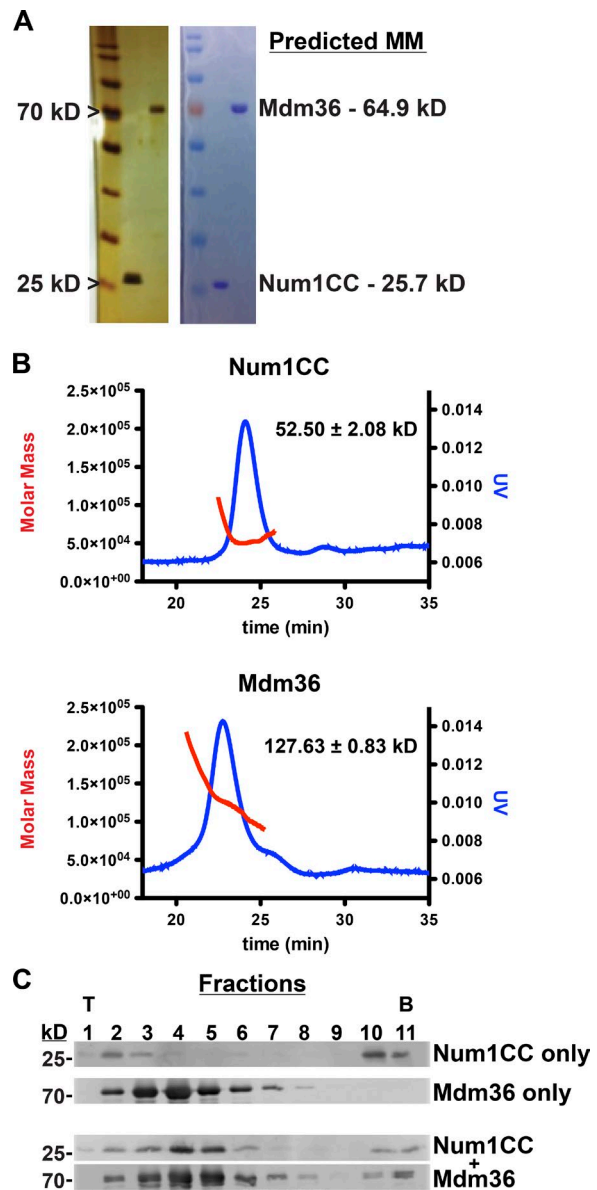 A
Predicted MM
70 kD > Mdm36 - 64.9 kD
25 kD > Num1CC - 25.7 kD
B
Num1CC
2.5×10⁰⁵
2.0×10⁰⁵
1.5×10⁰⁵
1.0×10⁰⁵
5.0×10⁰⁴
0.0×10⁺⁰⁰
Molar Mass
52.50 ± 2.08 kD
0.014
0.012
0.010
0.008
0.006
UV
20 25 30 35
time (min)
Mdm36
2.5×10⁰⁵
2.0×10⁰⁵
1.5×10⁰⁵
1.0×10⁰⁵
5.0×10⁰⁴
0.0×10⁺⁰⁰
Molar Mass
127.63 ± 0.83 kD
0.014
0.012
0.010
0.008
0.006
UV
20 25 30 35
time (min)
C
Fractions
T B
kD 1 2 3 4 5 6 7 8 9 10 11
25- Num1CC only
70- Mdm36 only
25- Num1CC
+
70- Mdm36